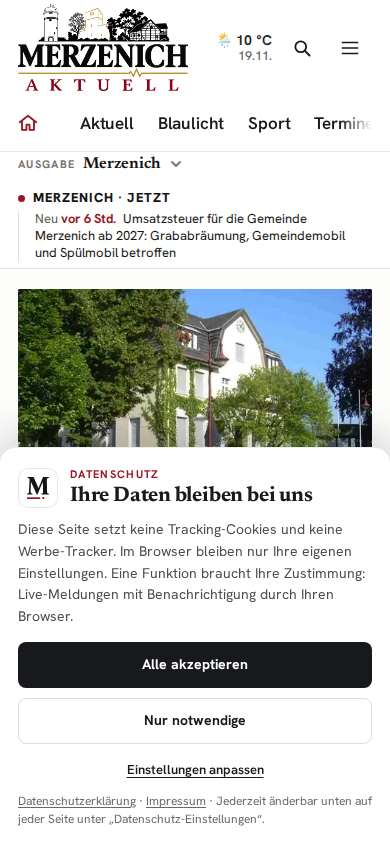 MERZENICH
AKTUELL
10 °C
19.11.
Aktuell Blaulicht Sport Termine
AUSGABE Merzenich
MERZENICH · JETZT
Neu vor 6 Std. Umsatzsteuer für die Gemeinde
Merzenich ab 2027: Grababräumung, Gemeindemobil
und Spülmobil betroffen
M
DATENSCHUTZ
Ihre Daten bleiben bei uns
Diese Seite setzt keine Tracking-Cookies und keine
Werbe-Tracker. Im Browser bleiben nur Ihre eigenen
Einstellungen. Eine Funktion braucht Ihre Zustimmung:
Live-Meldungen mit Benachrichtigung durch Ihren
Browser.
Alle akzeptieren
Nur notwendige
Einstellungen anpassen
Datenschutzerklärung · Impressum · Jederzeit änderbar unten auf
jeder Seite unter „Datenschutz-Einstellungen“.